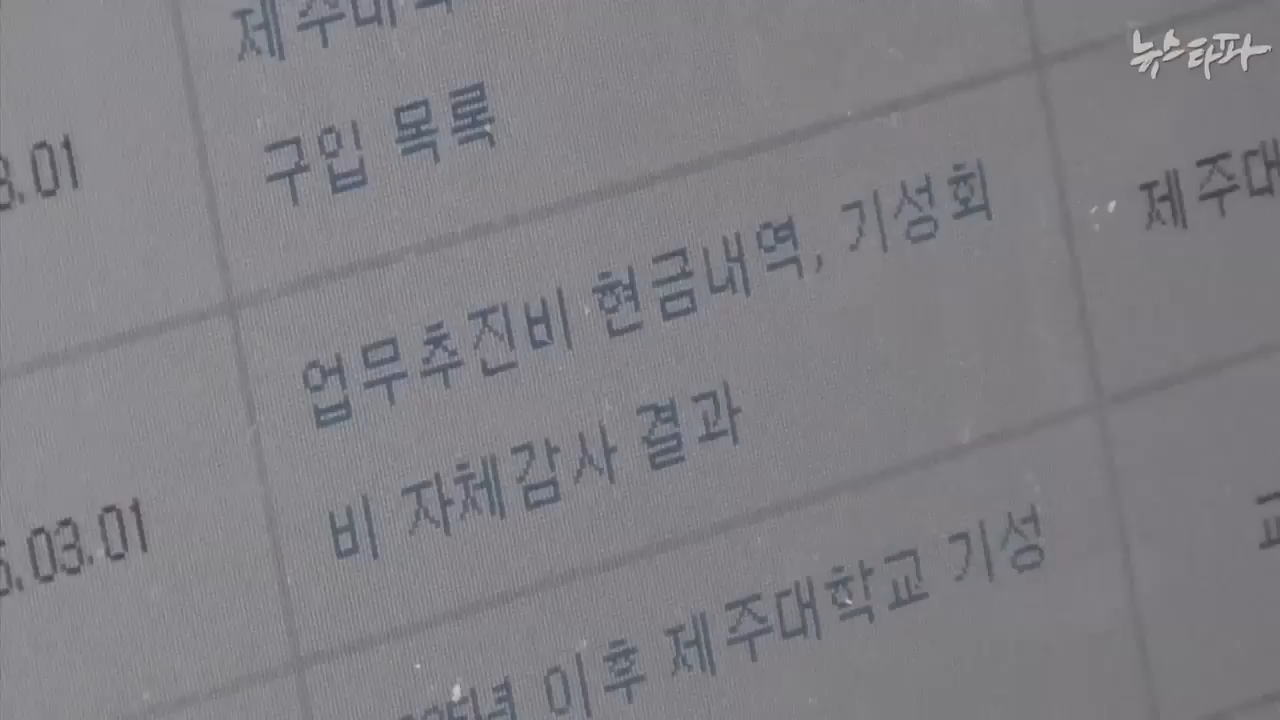 뉴스타파
구입 목록
.01
업무추진비 현금내역, 기성회
비 자체감사 결과
제주대
.03.01
이후 제주대학교 기성